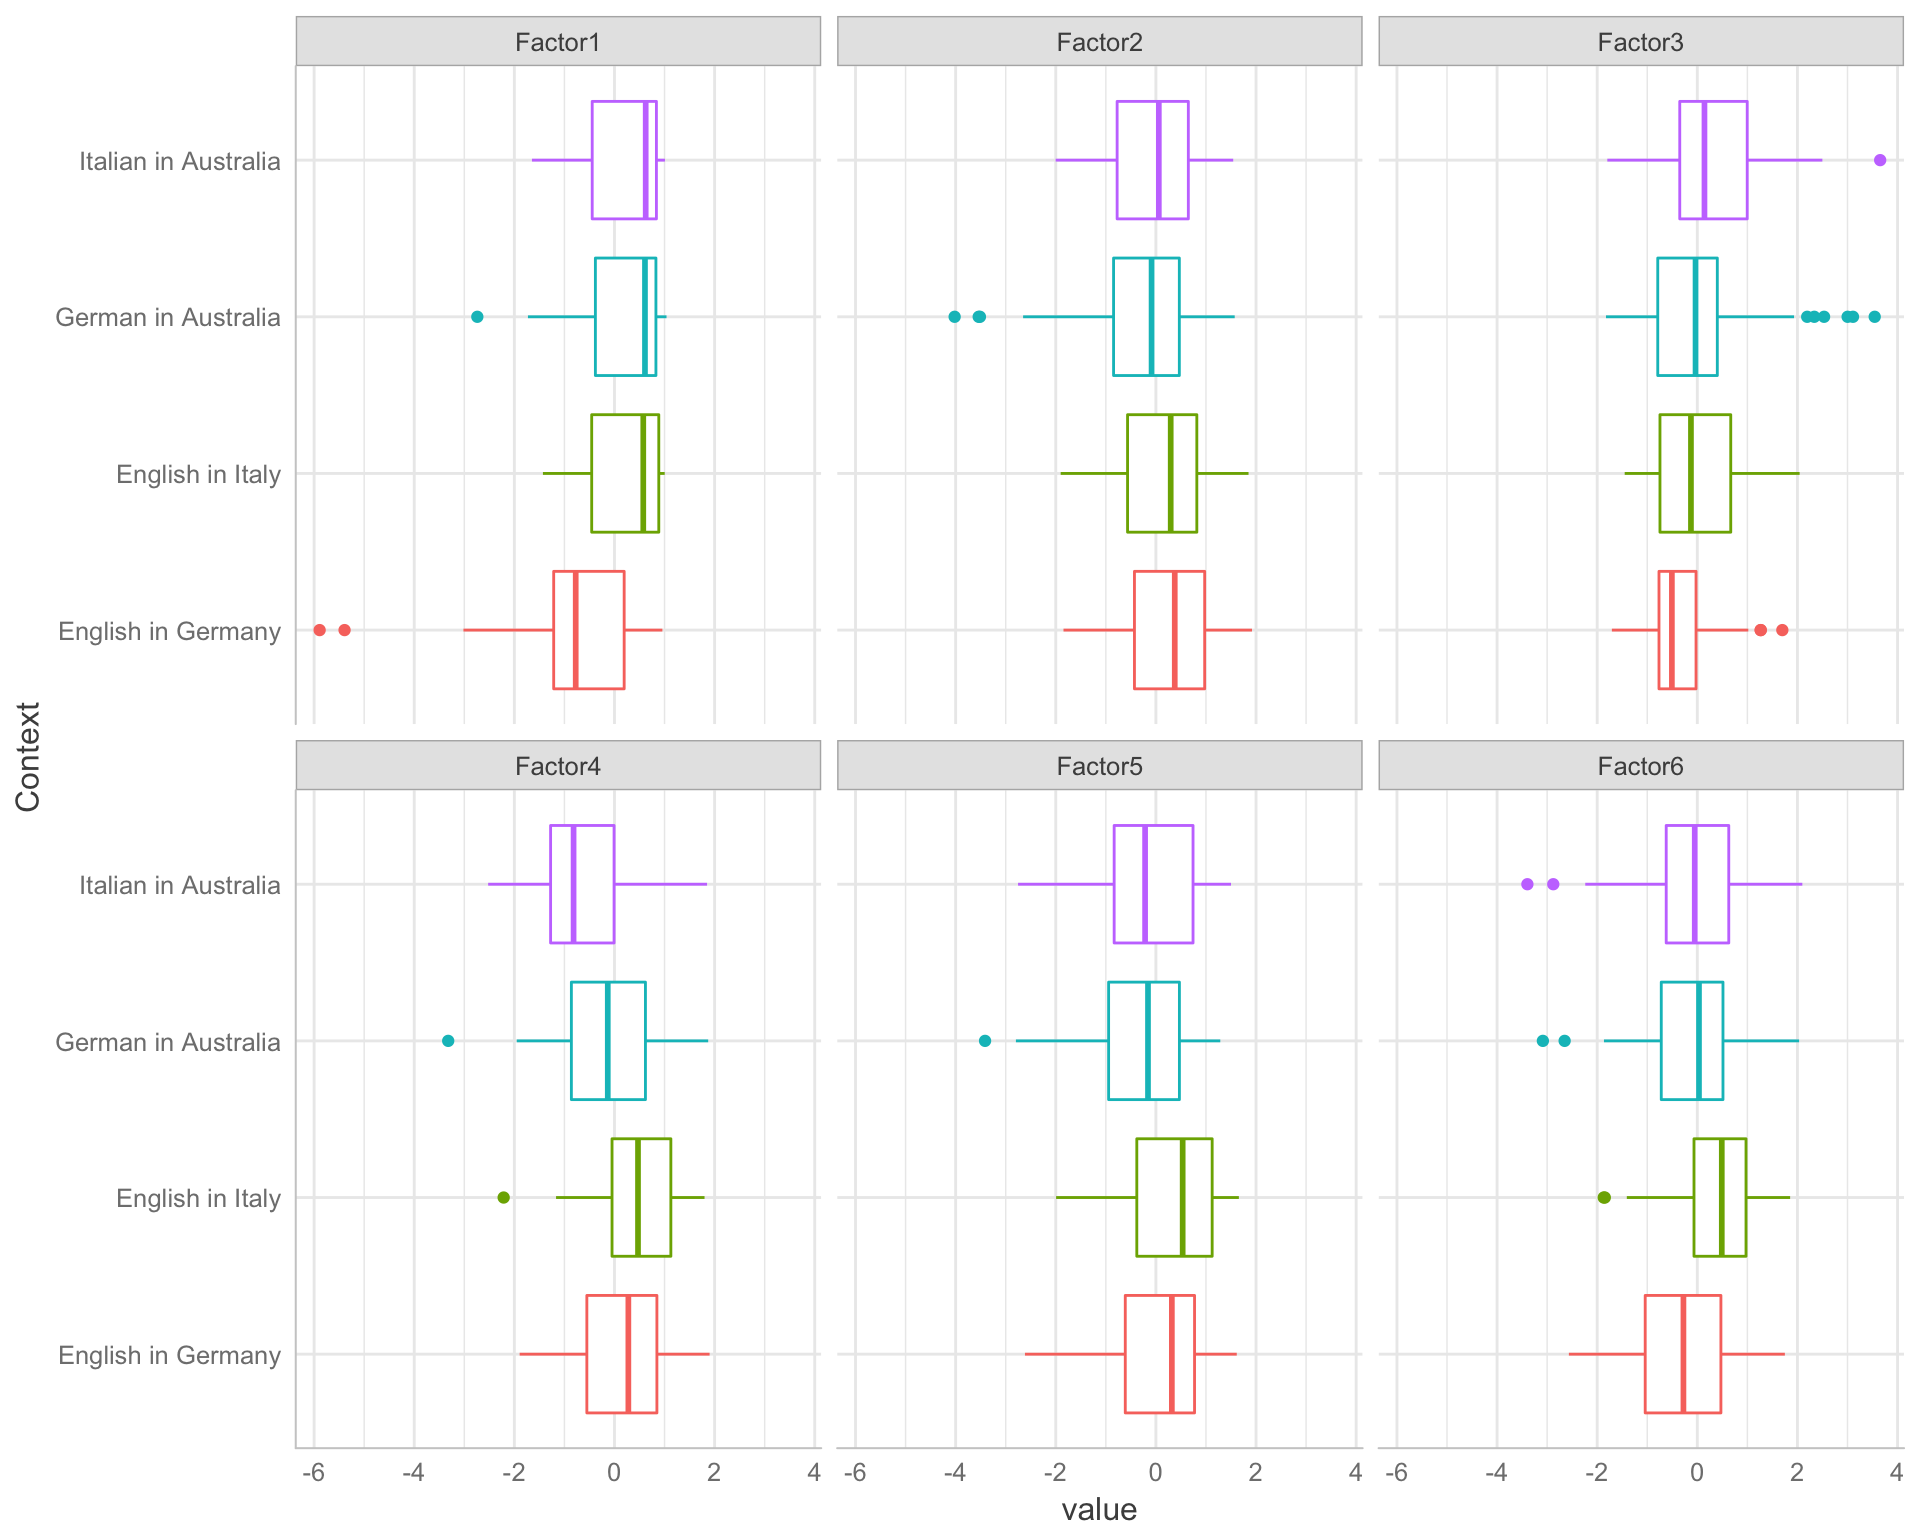 Factor1 Factor2 Factor3
Italian in Australia
German in Australia
English in Italy
English in Germany
Context
Factor4 Factor5 Factor6
Italian in Australia
German in Australia
English in Italy
English in Germany
-6 -4 -2 0 2 4 -6 -4 -2 0 2 4 -6 -4 -2 0 2 4
value